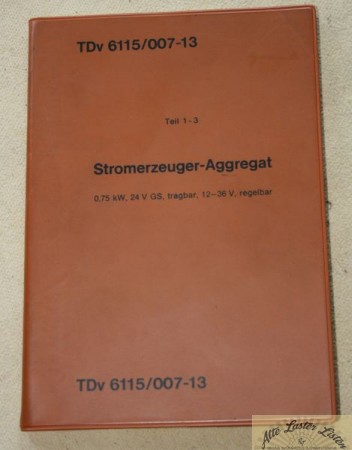 TDv 6115/007-13
Teil 1-3
Stromerzeuger-Aggregat
0,75 kW, 24 V GS, tragbar, 12—36 V, regelbar
TDv 6115/007-13
Alte Laster Listen